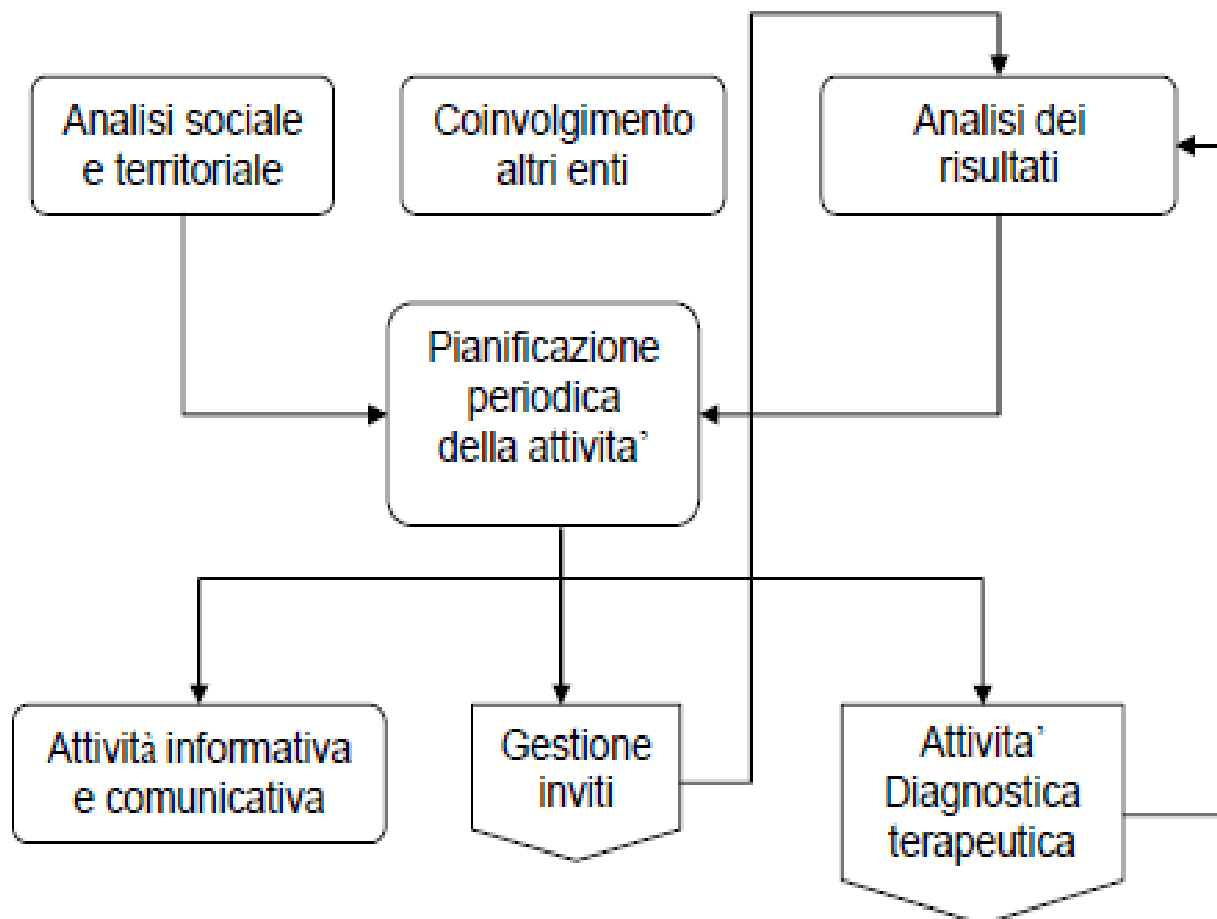 Analisi sociale
e territoriale
Coinvolgimento
altri enti
Analisi dei
risultati
Pianificazione
periodica
della attivita’
Attività informativa
e comunicativa
Gestione
inviti
Attivita’
Diagnostica
terapeutica